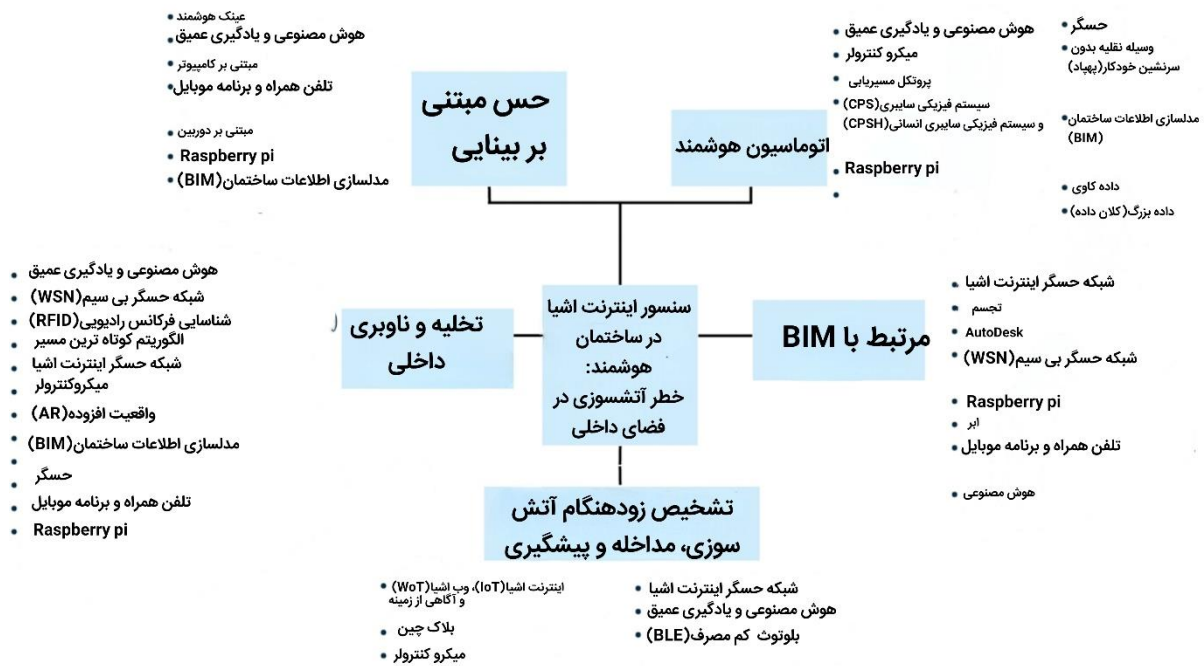 عینک هوشمند
هوش مصنوعی و یادگیری عمیق
مبتنی بر کامپیوتر
تلفن همراه و برنامه موبایل
مبتنی بر دوربین
Raspberry pi
مدلسازی اطلاعات ساختمان(BIM)
حس مبتنی
بر بینایی
هوش مصنوعی و یادگیری عمیق
میکرو کنترولر
پروتکل مسیریابی
سیستم فیزیکی سایبری(CPS)
و سیستم فیزیکی سایبری انسانی(CPSH)
Raspberry pi
حسگر
وسیله نقلیه بدون
سرنشین خودکار(پهپاد)
مدلسازی اطلاعات ساختمان
(BIM)
داده کاوی
داده بزرگ(کلان داده)
اتوماسیون هوشمند
سنسور اینترنت اشیا
در ساختمان
هوشمند:
خطر آتشسوزی در
فضای داخلی
مرتبط با BIM
شبکه حسگر اینترنت اشیا
تجسم
AutoDesk
شبکه حسگر بی سیم(WSN)
Raspberry pi
ابر
تلفن همراه و برنامه موبایل
هوش مصنوعی
تخلیه و ناوبری
داخلی
هوش مصنوعی و یادگیری عمیق
شبکه حسگر بی سیم(WSN)
شناسایی فرکانس رادیویی(RFID)
الگوریتم کوتاه ترین مسیر
شبکه حسگر اینترنت اشیا
میکروکنترولر
واقعیت افزوده(AR)
مدلسازی اطلاعات ساختمان(BIM)
حسگر
تلفن همراه و برنامه موبایل
Raspberry pi
تشخیص زودهنگام آتش
سوزی، مداخله و پیشگیری
شبکه حسگر اینترنت اشیا
هوش مصنوعی و یادگیری عمیق
بلوتوث کم مصرف(BLE)
اینترنت اشیا(IoT)، وب اشیا(WoT)
و آگاهی از زمینه
بلاک چین
میکرو کنترولر